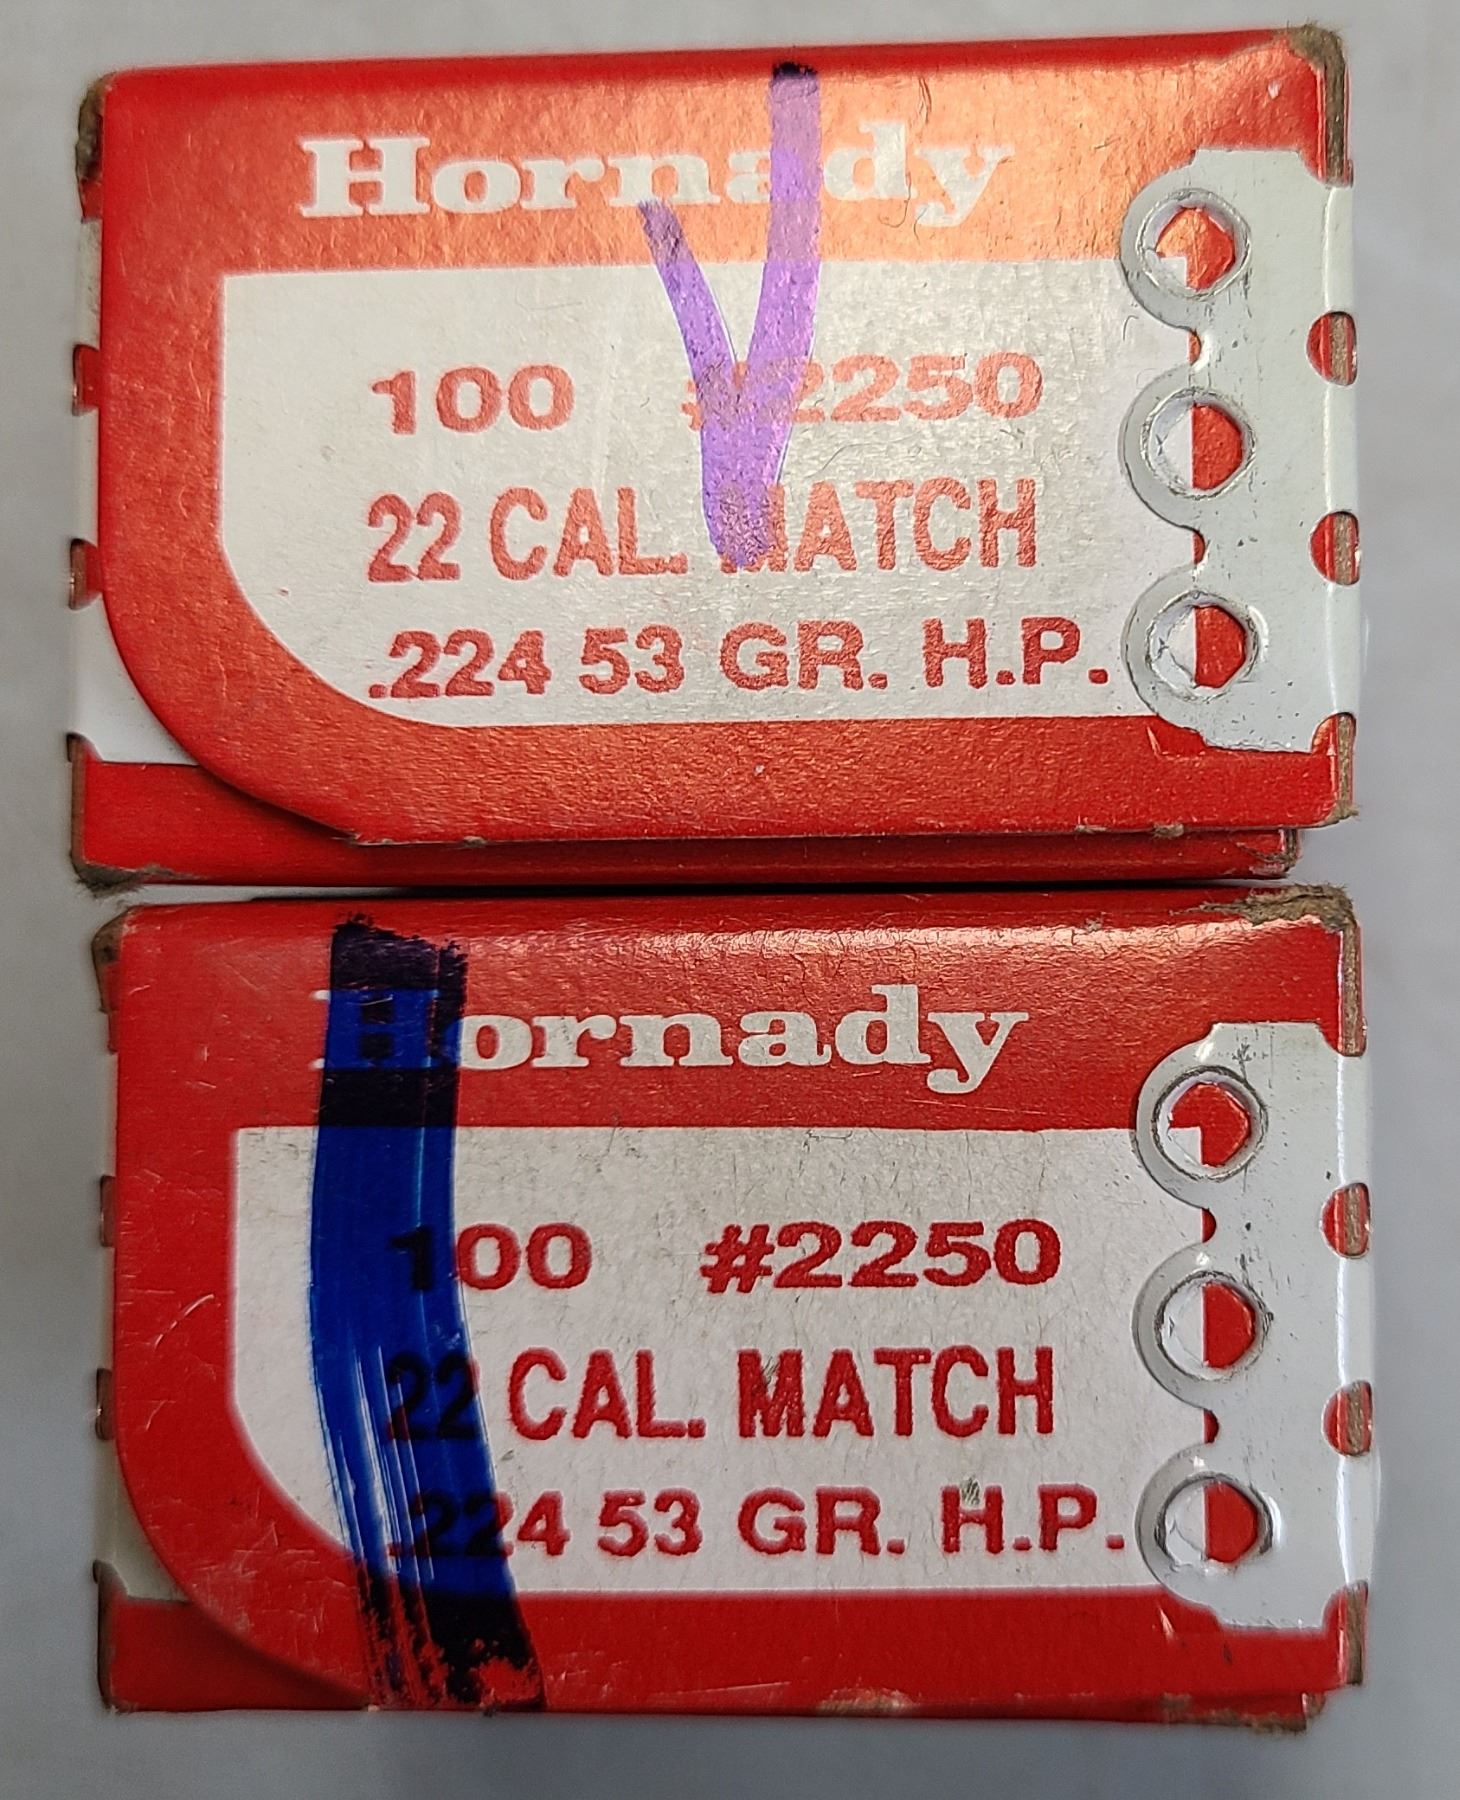 Hornady
100 #2250
22 CAL. MATCH
.224 53 GR. H.P.
Hornady
100 #2250
22 CAL. MATCH
.224 53 GR. H.P.